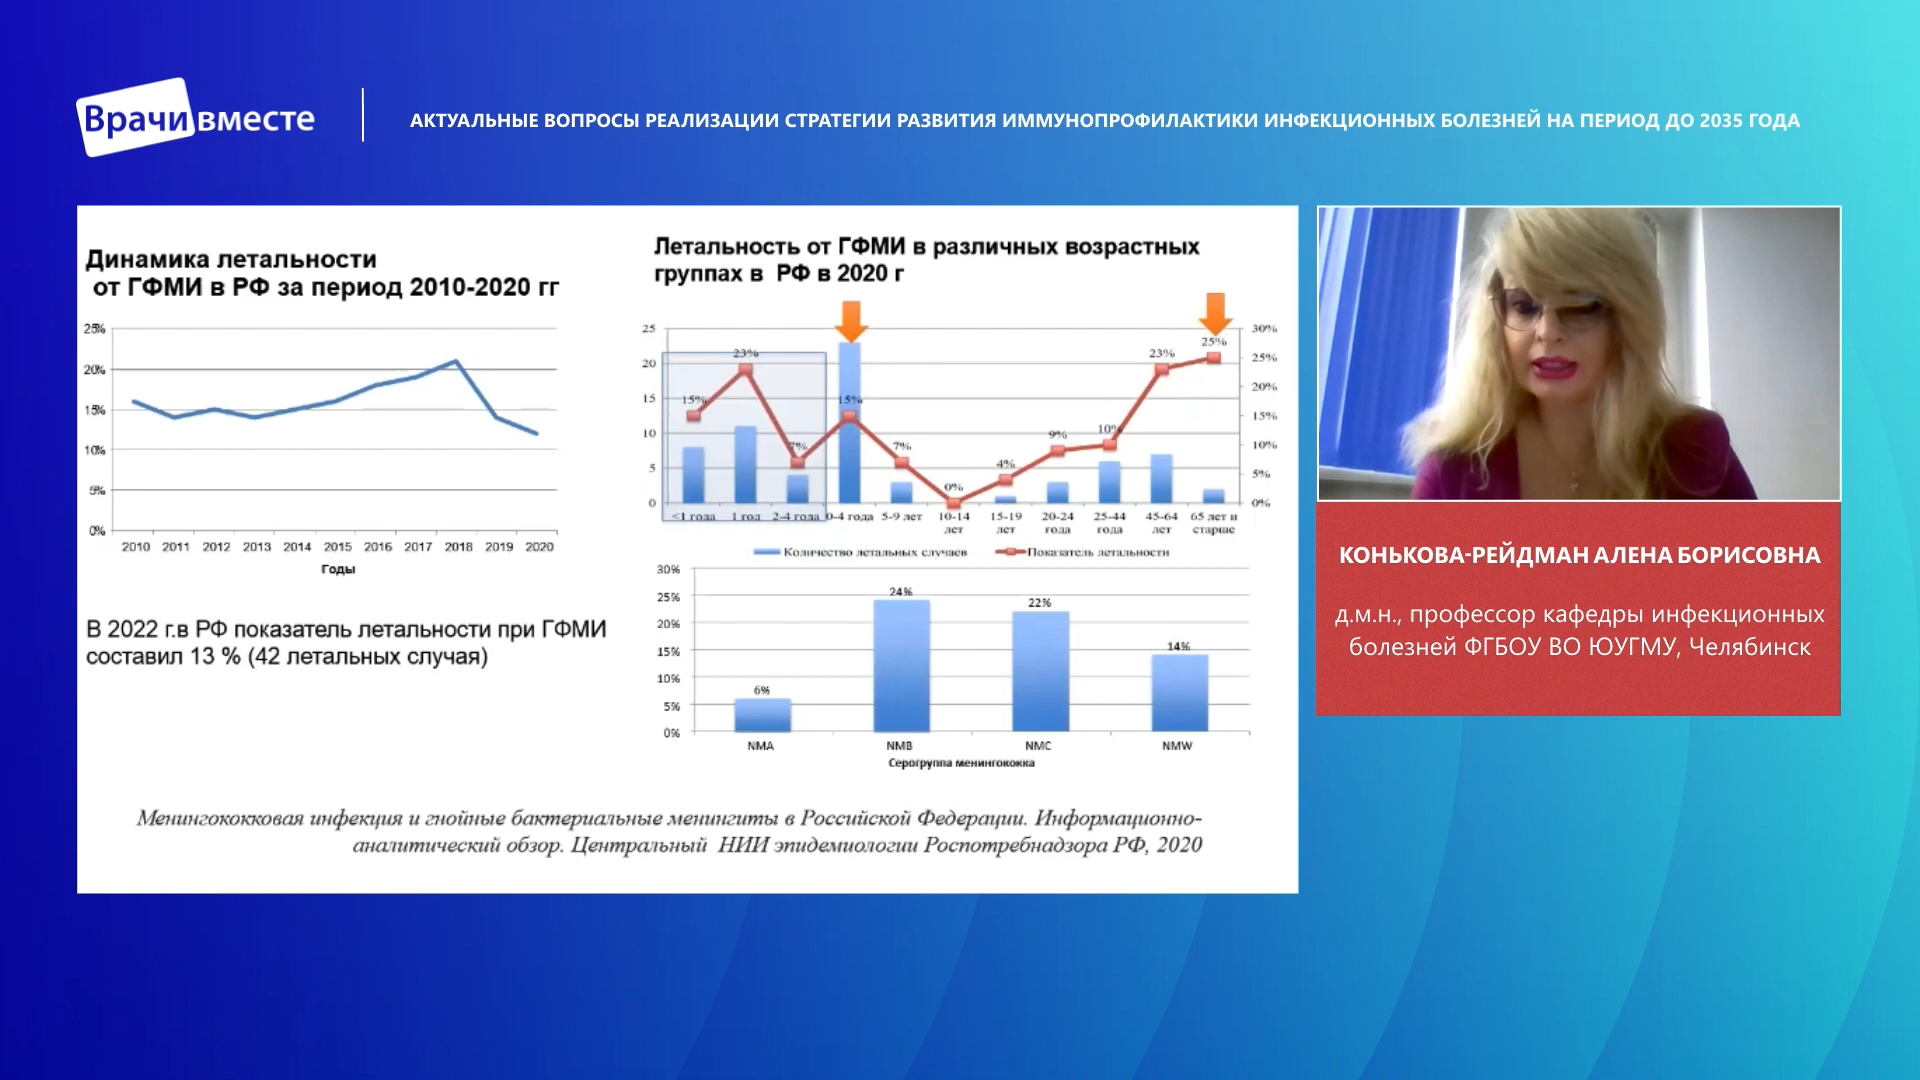 Врачи вместе
АКТУАЛЬНЫЕ ВОПРОСЫ РЕАЛИЗАЦИИ СТРАТЕГИИ РАЗВИТИЯ ИММУНОПРОФИЛАКТИКИ ИНФЕКЦИОННЫХ БОЛЕЗНЕЙ НА ПЕРИОД ДО 2035 ГОДА
Динамика летальности
от ГФМИ в РФ за период 2010-2020 гг
25%
20%
15%
10%
5%
0%
2010 2011 2012 2013 2014 2015 2016 2017 2018 2019 2020
Годы
В 2022 г.в РФ показатель летальности при ГФМИ
составил 13 % (42 летальных случая)
Летальность от ГФМИ в различных возрастных
группах в РФ в 2020 г
25
20
15
10
5
0
15% 23% 7% 15% 7% 0% 4% 9% 10% 23% 25%
30%
25%
20%
15%
10%
5%
0%
<1 года 1 год 2-4 года 0-4 года 5-9 лет 10-14 15-19 20-24 25-44 45-64 65 лет и
лет лет года года лет старше
Количество летальных случаев Показатель летальности
30%
25%
20%
15%
10%
5%
0%
6% 24% 22% 14%
NMA NMB NMC NMW
Серогруппа менингококка
Менингококковая инфекция и гнойные бактериальные менингиты в Российской Федерации. Информационно-
аналитический обзор. Центральный НИИ эпидемиологии Роспотребнадзора РФ, 2020
КОНЬКОВА-РЕЙДМАН АЛЕНА БОРИСОВНА
д.м.н., профессор кафедры инфекционных
болезней ФГБОУ ВО ЮУГМУ, Челябинск